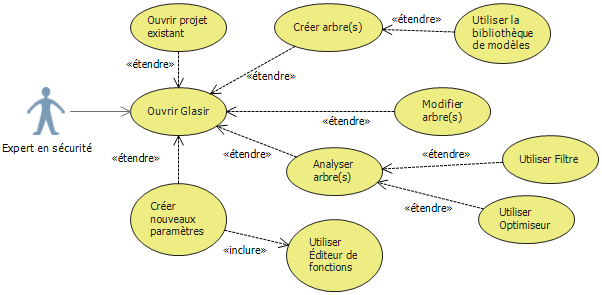 Ouvrir projet
existant
«étendre»
Créer arbre(s)
«étendre»
Utiliser la
bibliothèque
de modèles
«étendre»
«étendre»
Ouvrir Glasir
Modifier
arbre(s)
«étendre»
Expert en sécurité
«étendre»
«étendre»
Analyser
arbre(s)
«étendre»
Utiliser Filtre
«étendre»
Utiliser
Optimiseur
Créer
nouveaux
paramètres
«inclure»
Utiliser
Éditeur de
fonctions